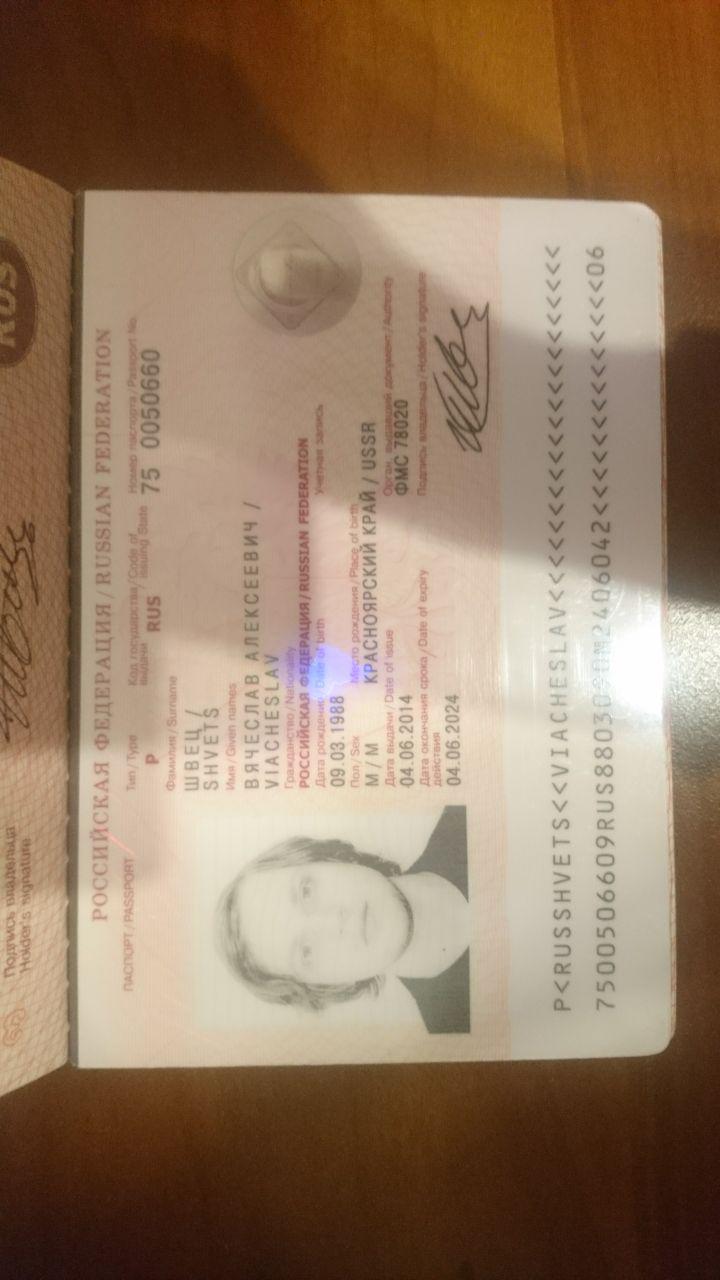 Подпись владельца
Holder's signature
RUS
РОССИЙСКАЯ ФЕДЕРАЦИЯ / RUSSIAN FEDERATION
ПАСПОРТ / PASSPORT
Тип / Type
P
Код государства / Code of
выдачи issuing State
RUS
Номер паспорта / Passport No.
75 0050660
Фамилия / Surname
ШВЕЦ /
SHVETS
Имя / Given names
ВЯЧЕСЛАВ АЛЕКСЕЕВИЧ /
VIACHESLAV
Гражданство / Nationality
РОССИЙСКАЯ ФЕДЕРАЦИЯ / RUSSIAN FEDERATION
Дата рождения / Date of birth
09.03.1988
Учетная запись
Пол / Sex
М / M
Место рождения / Place of birth
КРАСНОЯРСКИЙ КРАЙ / USSR
Дата выдачи / Date of issue
04.06.2014
Орган, выдавший документ / Authority
ФМС 78020
Дата окончания срока / Date of expiry
действия
04.06.2024
Подпись владельца / Holder's signature
P<RUSSHVETS<<VIACHESLAV<<<<<<<<<<<<<<<<<<<<<
7500506609RUS8803090M2406042<<<<<<<<<<<<<<06